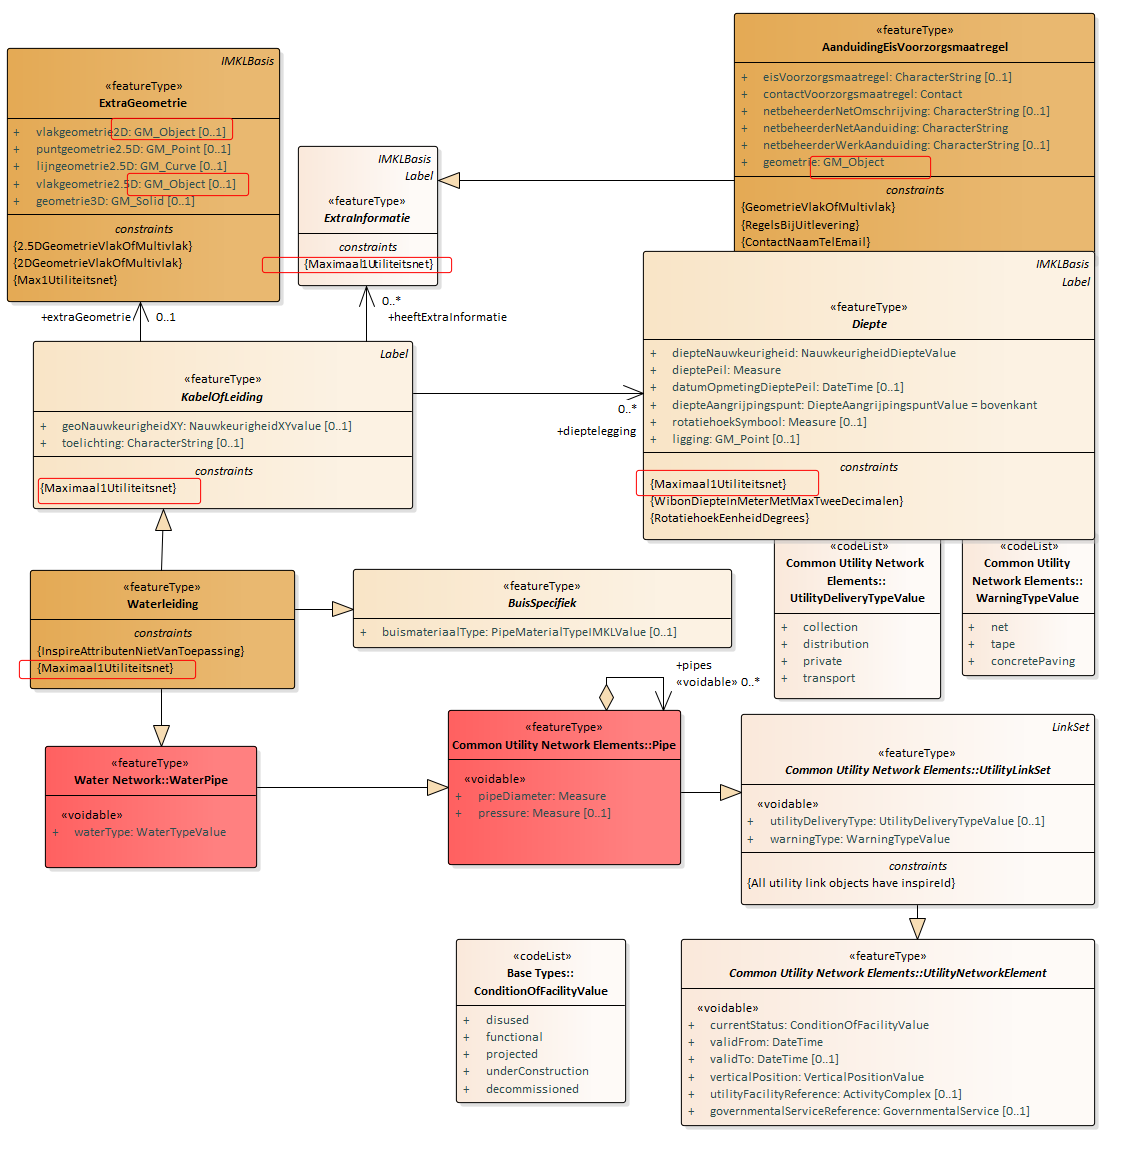 IMKLBasis
«featureType»
ExtraGeometrie
+ vlakgeometrie2D: GM_Object [0..1]
+ puntgeometrie2.5D: GM_Point [0..1]
+ lijngeometrie2.5D: GM_Curve [0..1]
+ vlakgeometrie2.5D: GM_Object [0..1]
+ geometrie3D: GM_Solid [0..1]
constraints
{2.5DGeometrieVlakOfMultivlak}
{2DGeometrieVlakOfMultivlak}
{Max1Utiliteitsnet}
IMKLBasis
Label
«featureType»
ExtraInformatie
constraints
{Maximaal1Utiliteitsnet}
«featureType»
AanduidingEisVoorzorgsmaatregel
+ eisVoorzorgsmaatregel: CharacterString [0..1]
+ contactVoorzorgsmaatregel: Contact
+ netbeheerderNetOmschrijving: CharacterString [0..1]
+ netbeheerderNetAanduiding: CharacterString
+ netbeheerderWerkAanduiding: CharacterString [0..1]
+ geometrie: GM_Object
constraints
{GeometrieVlakOfMultivlak}
{RegelsBijUitlevering}
{ContactNaamTelEmail}
IMKLBasis
Label
«featureType»
Diepte
+ diepteNauwkeurigheid: NauwkeurigheidDiepteValue
+ dieptePeil: Measure
+ datumOpmetingDieptePeil: DateTime [0..1]
+ diepteAangrijpingspunt: DiepteAangrijpingspuntValue = bovenkant
+ rotatiehoekSymbool: Measure [0..1]
+ ligging: GM_Point [0..1]
constraints
{Maximaal1Utiliteitsnet}
{WibonDiepteInMeterMetMaxTweeDecimalen}
{RotatiehoekEenheidDegrees}
+extraGeometrie 0..1
0..*
+heeftExtraInformatie
Label
«featureType»
KabelOfLeiding
+ geoNauwkeurigheidXY: NauwkeurigheidXYvalue [0..1]
+ toelichting: CharacterString [0..1]
constraints
{Maximaal1Utiliteitsnet}
0..*
+dieptelegging
«codeList»
Common Utility Network
Elements::
UtilityDeliveryTypeValue
+ collection
+ distribution
+ private
+ transport
«codeList»
Common Utility
Network Elements::
WarningTypeValue
+ net
+ tape
+ concretePaving
«featureType»
Waterleiding
constraints
{InspireAttributenNietVanToepassing}
{Maximaal1Utiliteitsnet}
«featureType»
BuisSpecifiek
+ buismateriaalType: PipeMaterialTypeIMKLValue [0..1]
+pipes
«voidable» 0..*
«featureType»
Water Network::WaterPipe
«voidable»
+ waterType: WaterTypeValue
«featureType»
Common Utility Network Elements::Pipe
«voidable»
+ pipeDiameter: Measure
+ pressure: Measure [0..1]
LinkSet
«featureType»
Common Utility Network Elements::UtilityLinkSet
«voidable»
+ utilityDeliveryType: UtilityDeliveryTypeValue [0..1]
+ warningType: WarningTypeValue
constraints
{All utility link objects have inspireId}
«codeList»
Base Types::
ConditionOfFacilityValue
+ disused
+ functional
+ projected
+ underConstruction
+ decommissioned
«featureType»
Common Utility Network Elements::UtilityNetworkElement
«voidable»
+ currentStatus: ConditionOfFacilityValue
+ validFrom: DateTime
+ validTo: DateTime [0..1]
+ verticalPosition: VerticalPositionValue
+ utilityFacilityReference: ActivityComplex [0..1]
+ governmentalServiceReference: GovernmentalService [0..1]